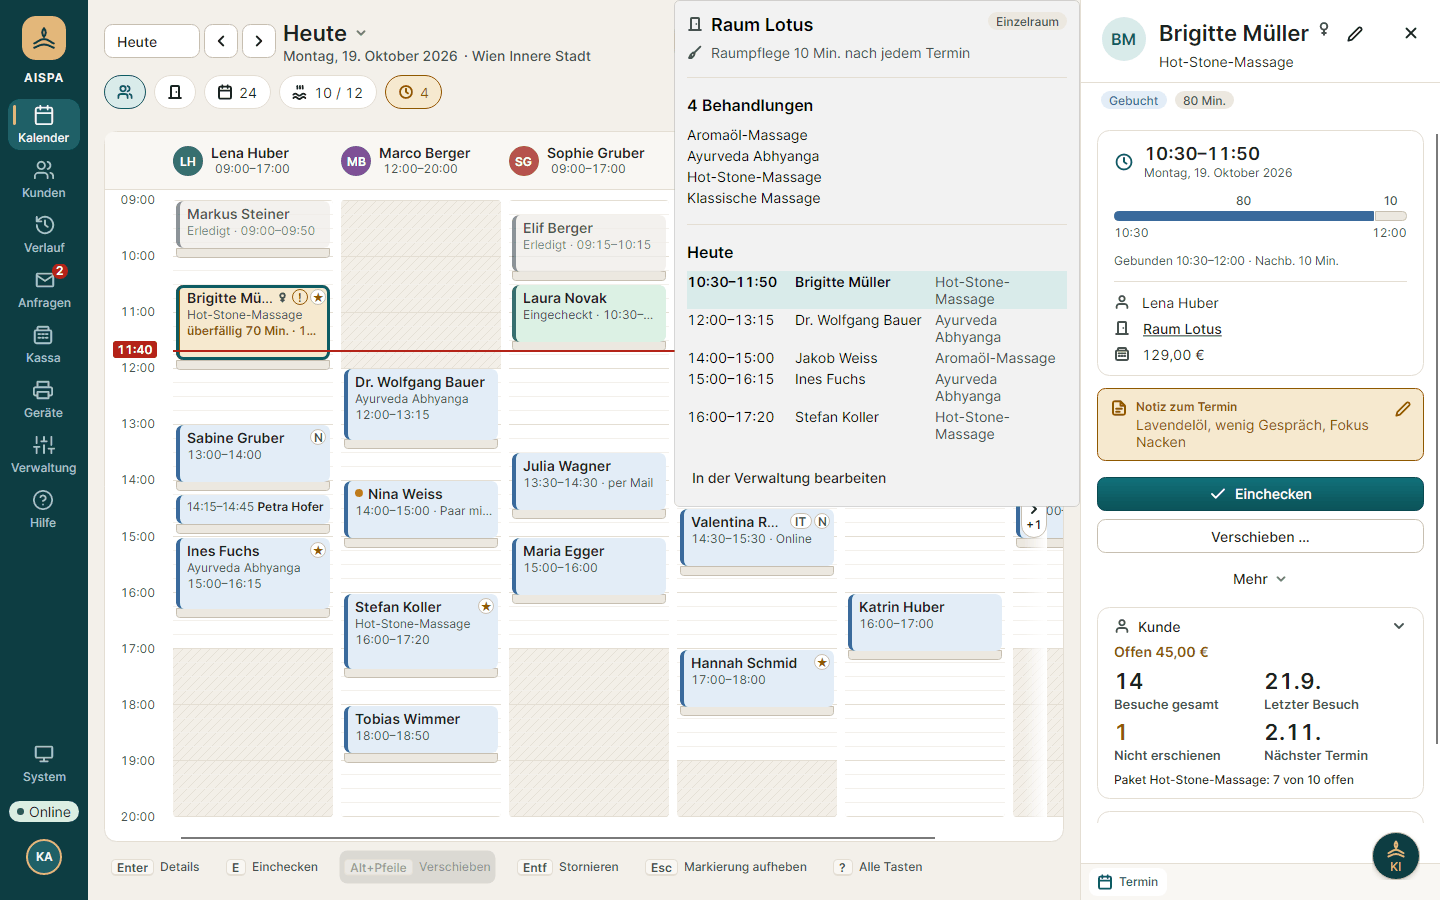 AISPA
Kalender
Kunden
Verlauf
2
Anfragen
Kassa
Geräte
Verwaltung
Hilfe
System
Online
KA
Heute
Heute
Montag, 19. Oktober 2026 · Wien Innere Stadt
24
10 / 12
4
LH
Lena Huber
09:00–17:00
MB
Marco Berger
12:00–20:00
SG
Sophie Gruber
09:00–17:00
09:00
10:00
11:00
11:40
12:00
13:00
14:00
15:00
16:00
17:00
18:00
19:00
20:00
Markus Steiner
Erledigt · 09:00–09:50
Brigitte Mü...
Hot-Stone-Massage
überfällig 70 Min. · 1...
Sabine Gruber
N
13:00–14:00
14:15–14:45 Petra Hofer
Ines Fuchs
Ayurveda Abhyanga
15:00–16:15
Dr. Wolfgang Bauer
Ayurveda Abhyanga
12:00–13:15
Nina Weiss
14:00–15:00 · Paar mi...
Stefan Koller
Hot-Stone-Massage
16:00–17:20
Tobias Wimmer
18:00–18:50
Elif Berger
Erledigt · 09:15–10:15
Laura Novak
Eingecheckt · 10:30–...
Julia Wagner
13:30–14:30 · per Mail
Maria Egger
15:00–16:00
Valentina R...
IT
N
14:30–15:30 · Online
Hannah Schmid
17:00–18:00
Katrin Huber
16:00–17:00
+1
Raum Lotus
Einzelraum
Raumpflege 10 Min. nach jedem Termin
4 Behandlungen
Aromaöl-Massage
Ayurveda Abhyanga
Hot-Stone-Massage
Klassische Massage
Heute
10:30–11:50 Brigitte Müller Hot-Stone-
Massage
12:00–13:15 Dr. Wolfgang Bauer Ayurveda
Abhyanga
14:00–15:00 Jakob Weiss Aromaöl-Massage
15:00–16:15 Ines Fuchs Ayurveda
Abhyanga
16:00–17:20 Stefan Koller Hot-Stone-
Massage
In der Verwaltung bearbeiten
Enter Details
E Einchecken
Alt+Pfeile Verschieben
Entf Stornieren
Esc Markierung aufheben
? Alle Tasten
BM
Brigitte Müller
Hot-Stone-Massage
Gebucht
80 Min.
10:30–11:50
Montag, 19. Oktober 2026
80
10
10:30
12:00
Gebunden 10:30–12:00 · Nachb. 10 Min.
Lena Huber
Raum Lotus
129,00 €
Notiz zum Termin
Lavendelöl, wenig Gespräch, Fokus
Nacken
Einchecken
Verschieben ...
Mehr
Kunde
Offen 45,00 €
14
Besuche gesamt
21.9.
Letzter Besuch
1
Nicht erschienen
2.11.
Nächster Termin
Paket Hot-Stone-Massage: 7 von 10 offen
KI
Termin